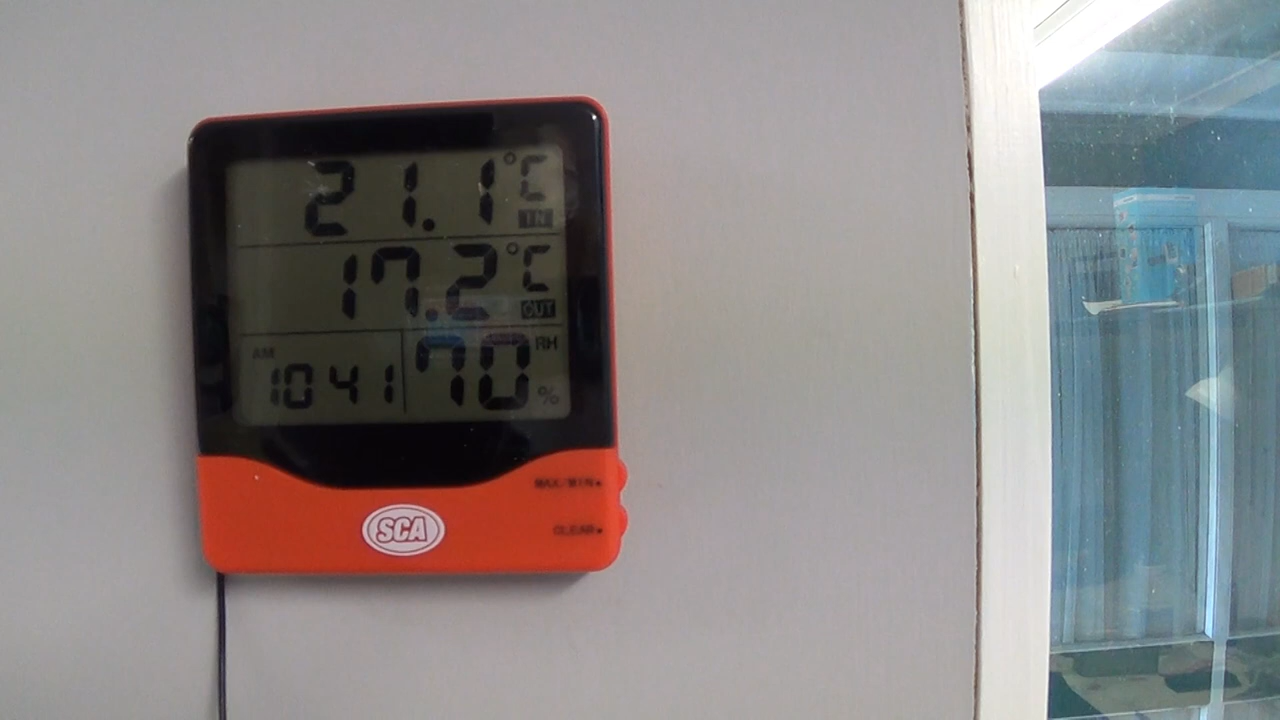 21.1°C
IN
17.2°C
OUT
AM
10 41
70
RH
%
MAX/MIN
SCA
CLEAR